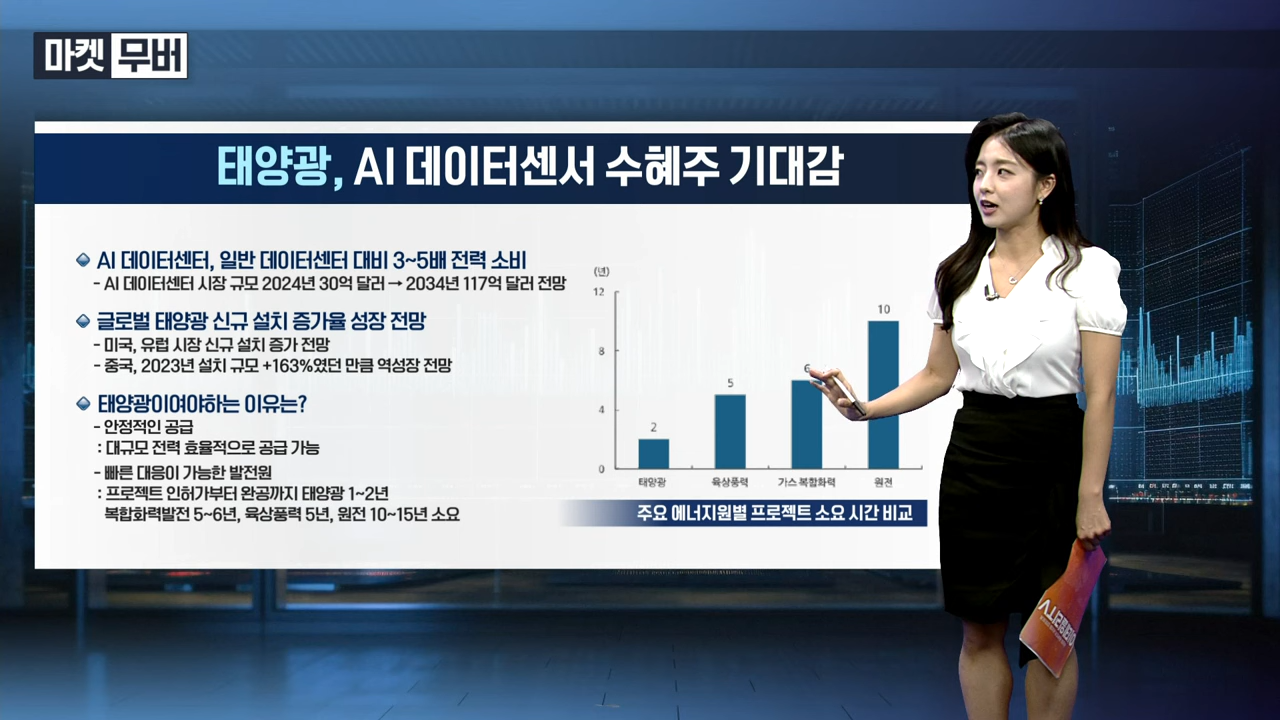 마켓무버
태양광, AI 데이터센서 수혜주 기대감
AI 데이터센터, 일반 데이터센터 대비 3~5배 전력 소비
- AI 데이터센터 시장 규모 2024년 30억 달러 → 2034년 117억 달러 전망
글로벌 태양광 신규 설치 증가율 성장 전망
- 미국, 유럽 시장 신규 설치 증가 전망
- 중국, 2023년 설치 규모 +163%였던 만큼 역성장 전망
태양광이여야하는 이유는?
- 안정적인 공급
: 대규모 전력 효율적으로 공급 가능
- 빠른 대응이 가능한 발전원
: 프로젝트 인허가부터 완공까지 태양광 1~2년
복합화력발전 5~6년, 육상풍력 5년, 원전 10~15년 소요
(년)
12
8
4
0
2
5
6
10
태양광
육상풍력
가스 복합화력
원전
주요 에너지원별 프로젝트 소요 시간 비교